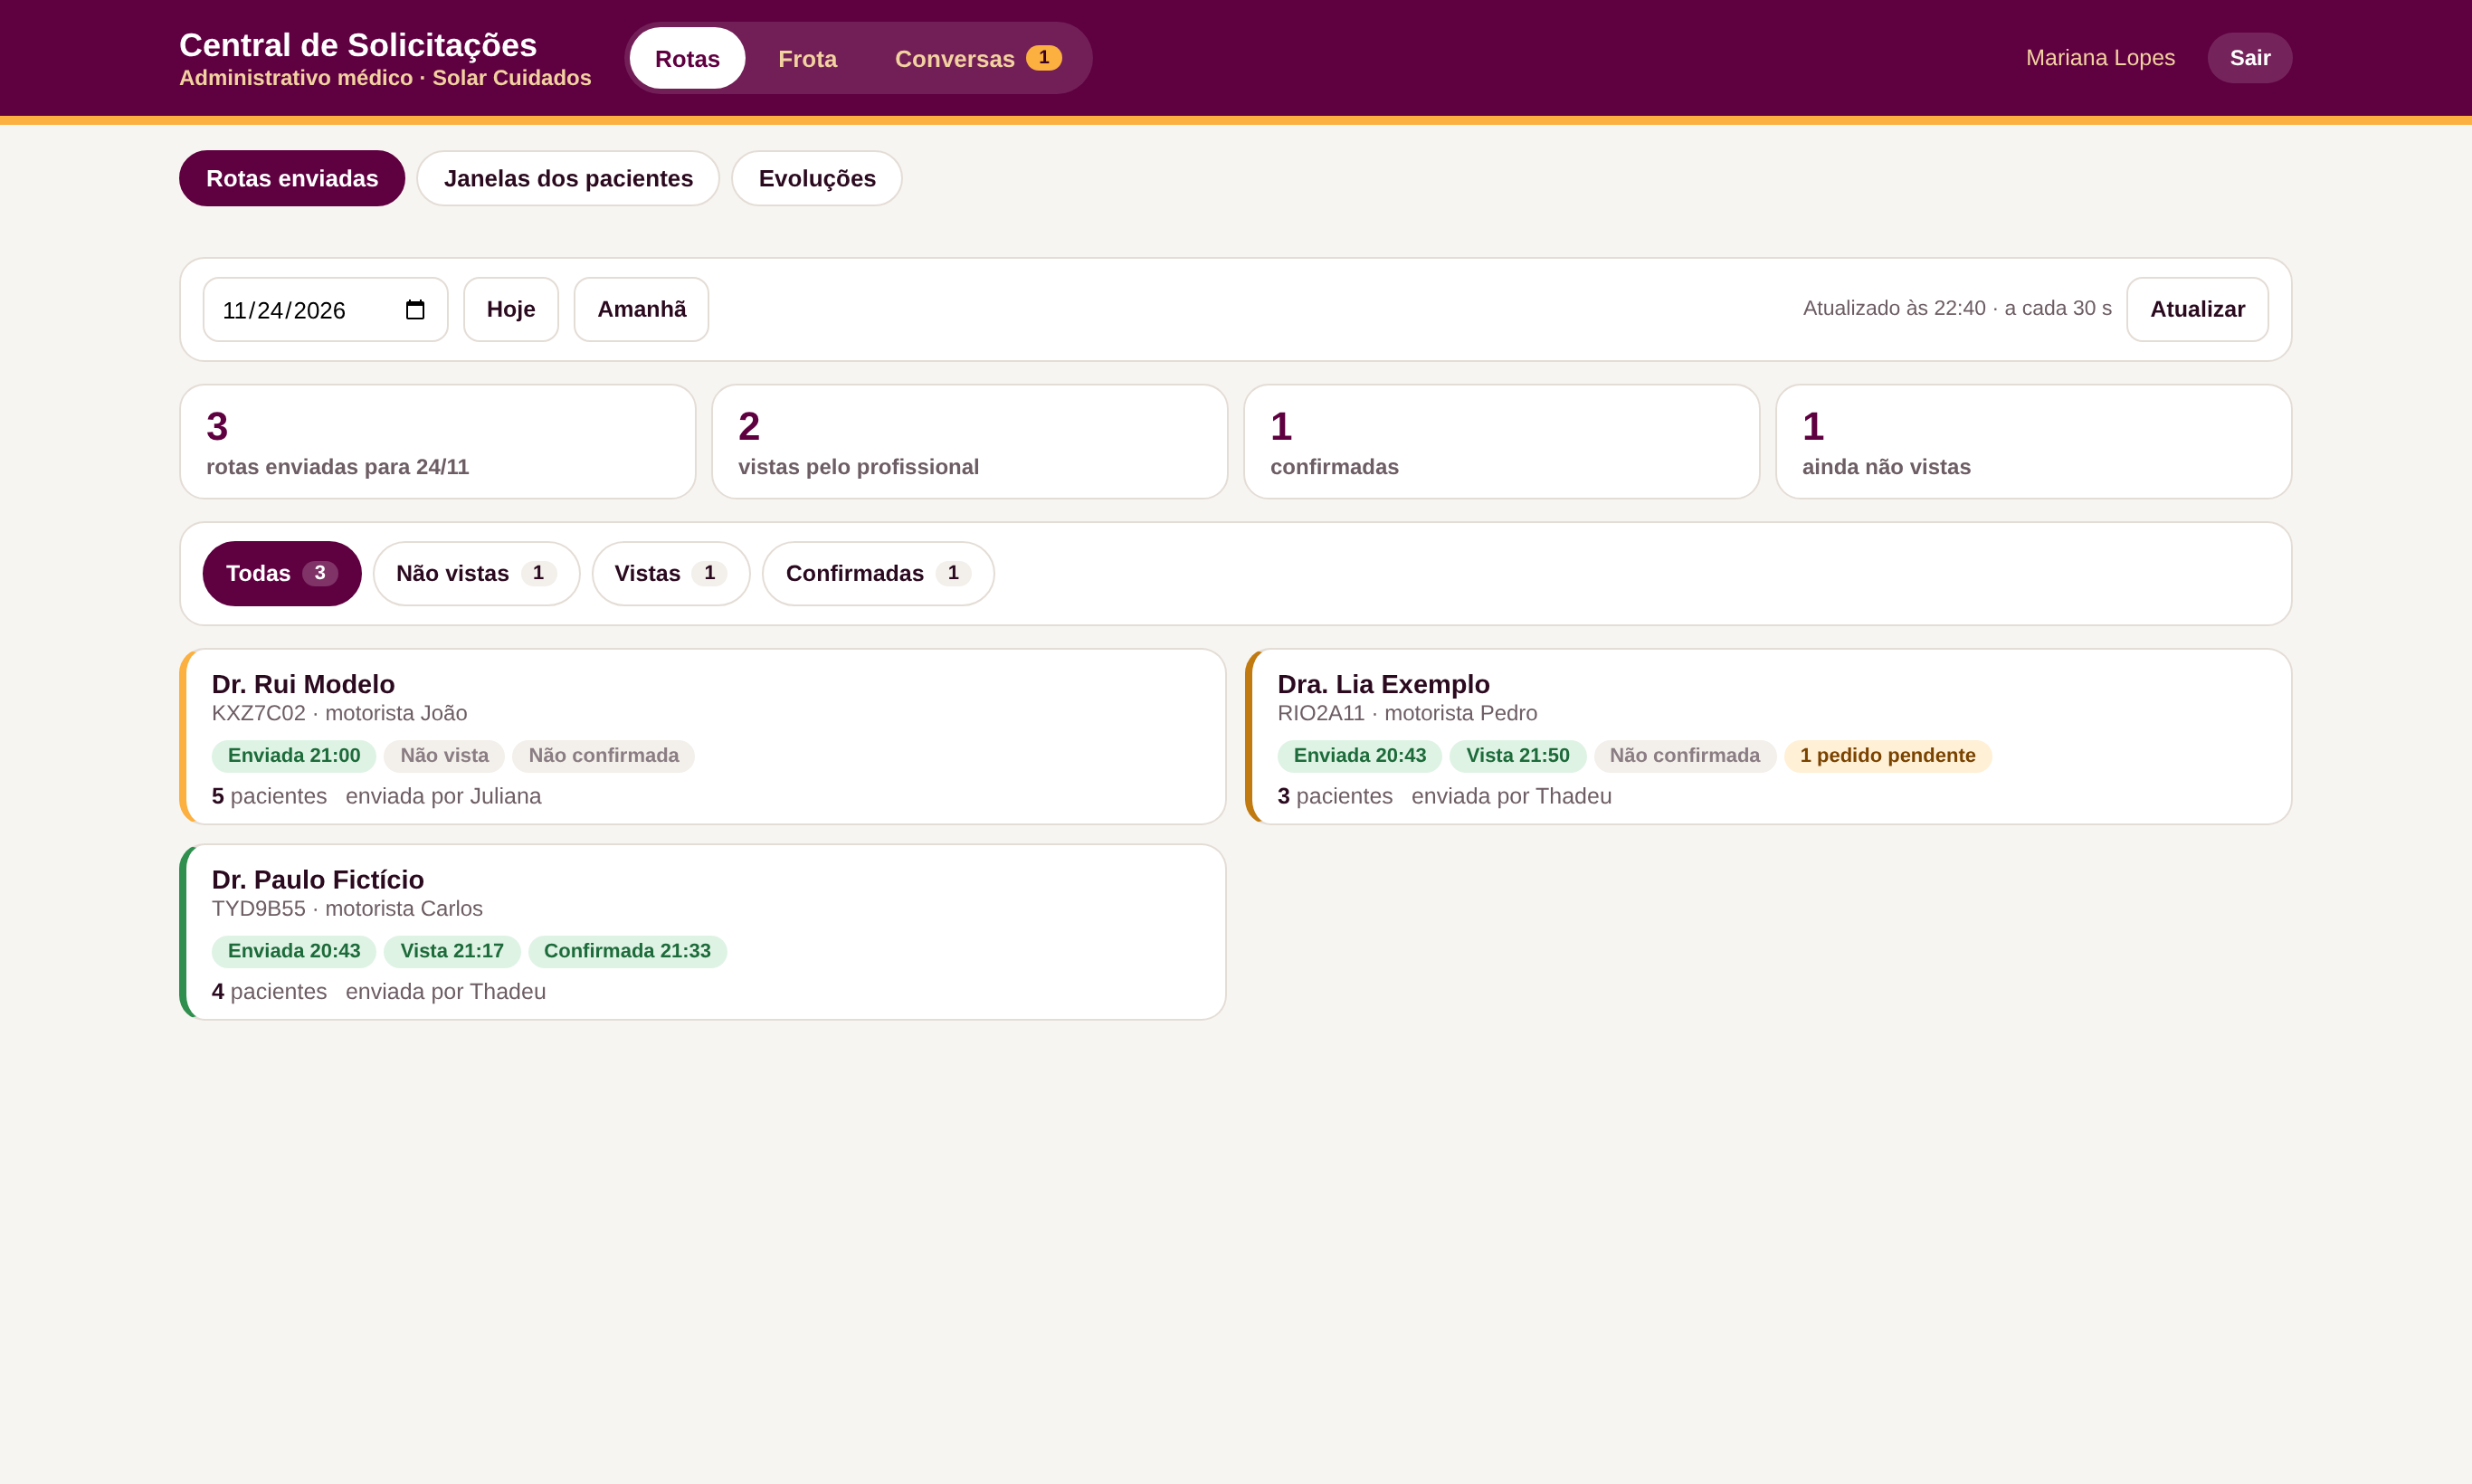 Central de Solicitações
Administrativo médico · Solar Cuidados
Rotas Frota Conversas 1
Mariana Lopes Sair
Rotas enviadas Janelas dos pacientes Evoluções
11/24/2026 Hoje Amanhã Atualizado às 22:40 · a cada 30 s Atualizar
3
rotas enviadas para 24/11
2
vistas pelo profissional
1
confirmadas
1
ainda não vistas
Todas 3 Não vistas 1 Vistas 1 Confirmadas 1
Dr. Rui Modelo
KXZ7C02 · motorista João
Enviada 21:00 Não vista Não confirmada
5 pacientes enviada por Juliana
Dra. Lia Exemplo
RIO2A11 · motorista Pedro
Enviada 20:43 Vista 21:50 Não confirmada 1 pedido pendente
3 pacientes enviada por Thadeu
Dr. Paulo Fictício
TYD9B55 · motorista Carlos
Enviada 20:43 Vista 21:17 Confirmada 21:33
4 pacientes enviada por Thadeu